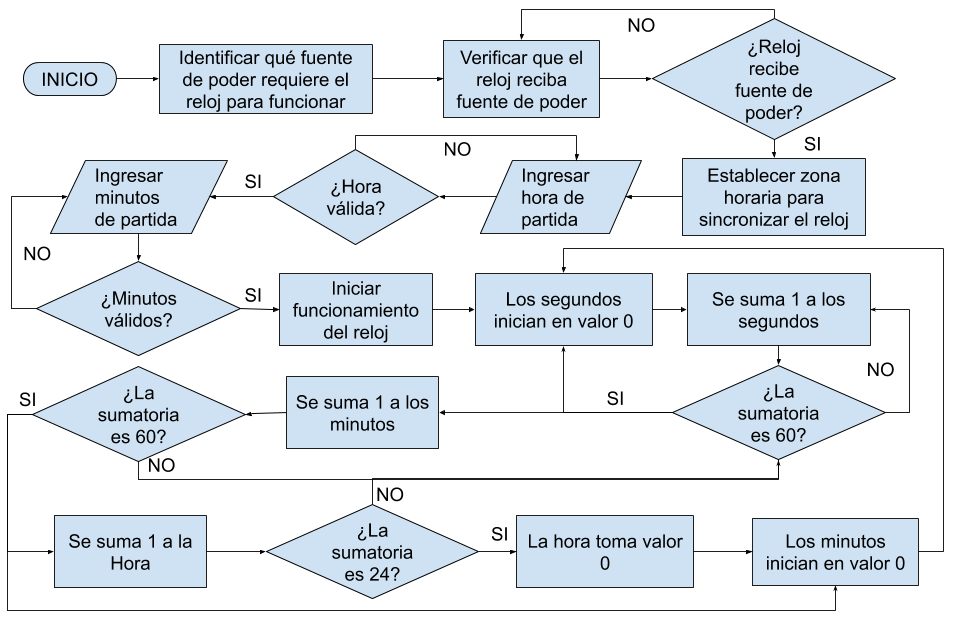 INICIO
Identificar qué fuente
de poder requiere el
reloj para funcionar
Verificar que el
reloj reciba
fuente de poder
NO
¿Reloj
recibe
fuente de
poder?
SI
Establecer zona
horaria para
sincronizar el reloj
Ingresar
hora de
partida
NO
¿Hora
válida?
SI
Ingresar
minutos
de partida
NO
¿Minutos
válidos?
SI
Iniciar
funcionamiento
del reloj
Los segundos
inician en valor 0
Se suma 1 a los
segundos
NO
¿La
sumatoria
es 60?
SI
Se suma 1 a los
minutos
¿La
sumatoria
es 60?
SI
NO
Se suma 1 a la
Hora
¿La
sumatoria
es 24?
NO
SI
La hora toma valor
0
Los minutos
inician en valor 0